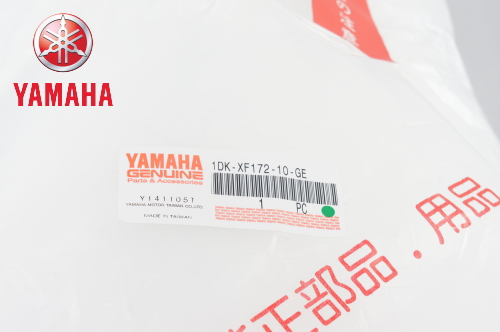 YAMAHA
YAMAHA
GENUINE
Parts & Accessories
1DK-XF172-10-GE
1 PC
Y141105T
YAMAHA MOTOR TAIWAN CO.,LTD.
MADE IN TAIWAN
正部品.用品